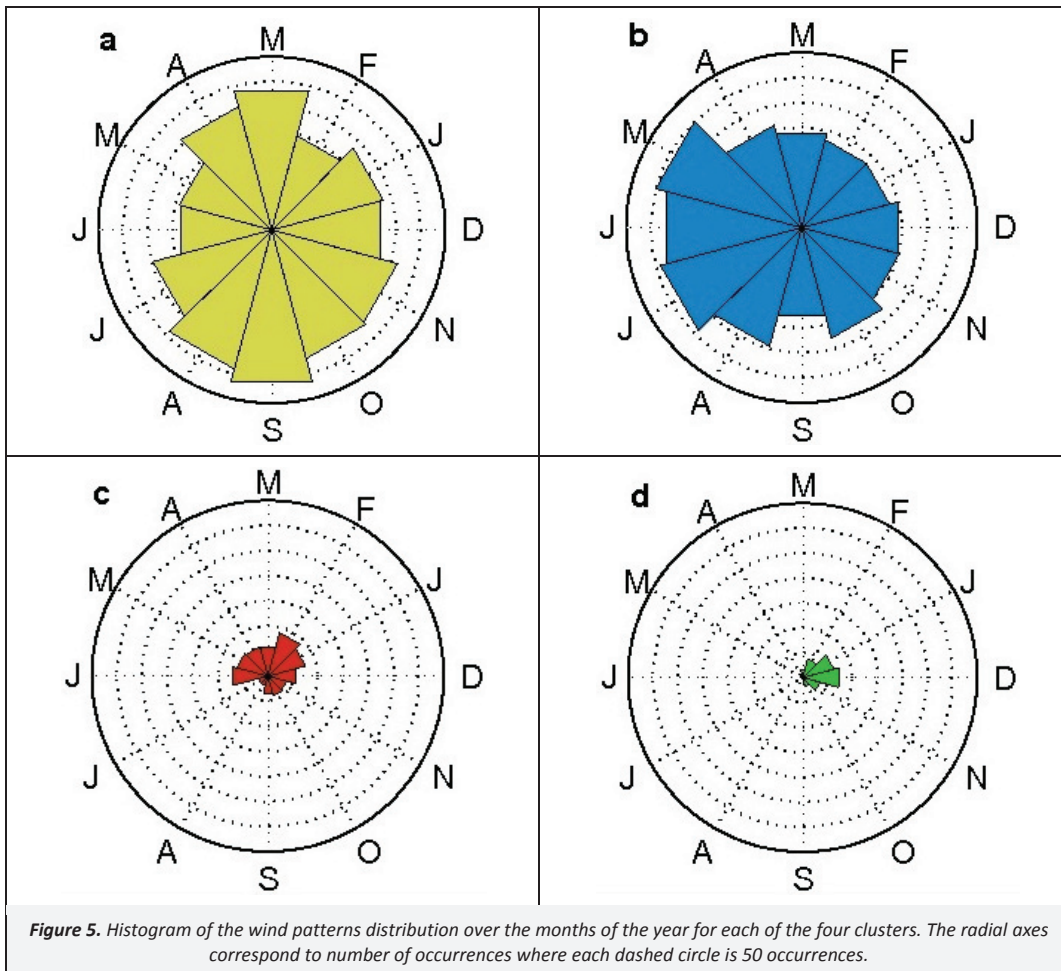 a
M
A F
M J
J D
J N
A O
S
b
M
A F
M J
J D
J N
A O
S
c
M
A F
M J
J D
J N
A O
S
d
M
A F
M J
J D
J N
A O
S
Figure 5. Histogram of the wind patterns distribution over the months of the year for each of the four clusters. The radial axes
correspond to number of occurrences where each dashed circle is 50 occurrences.